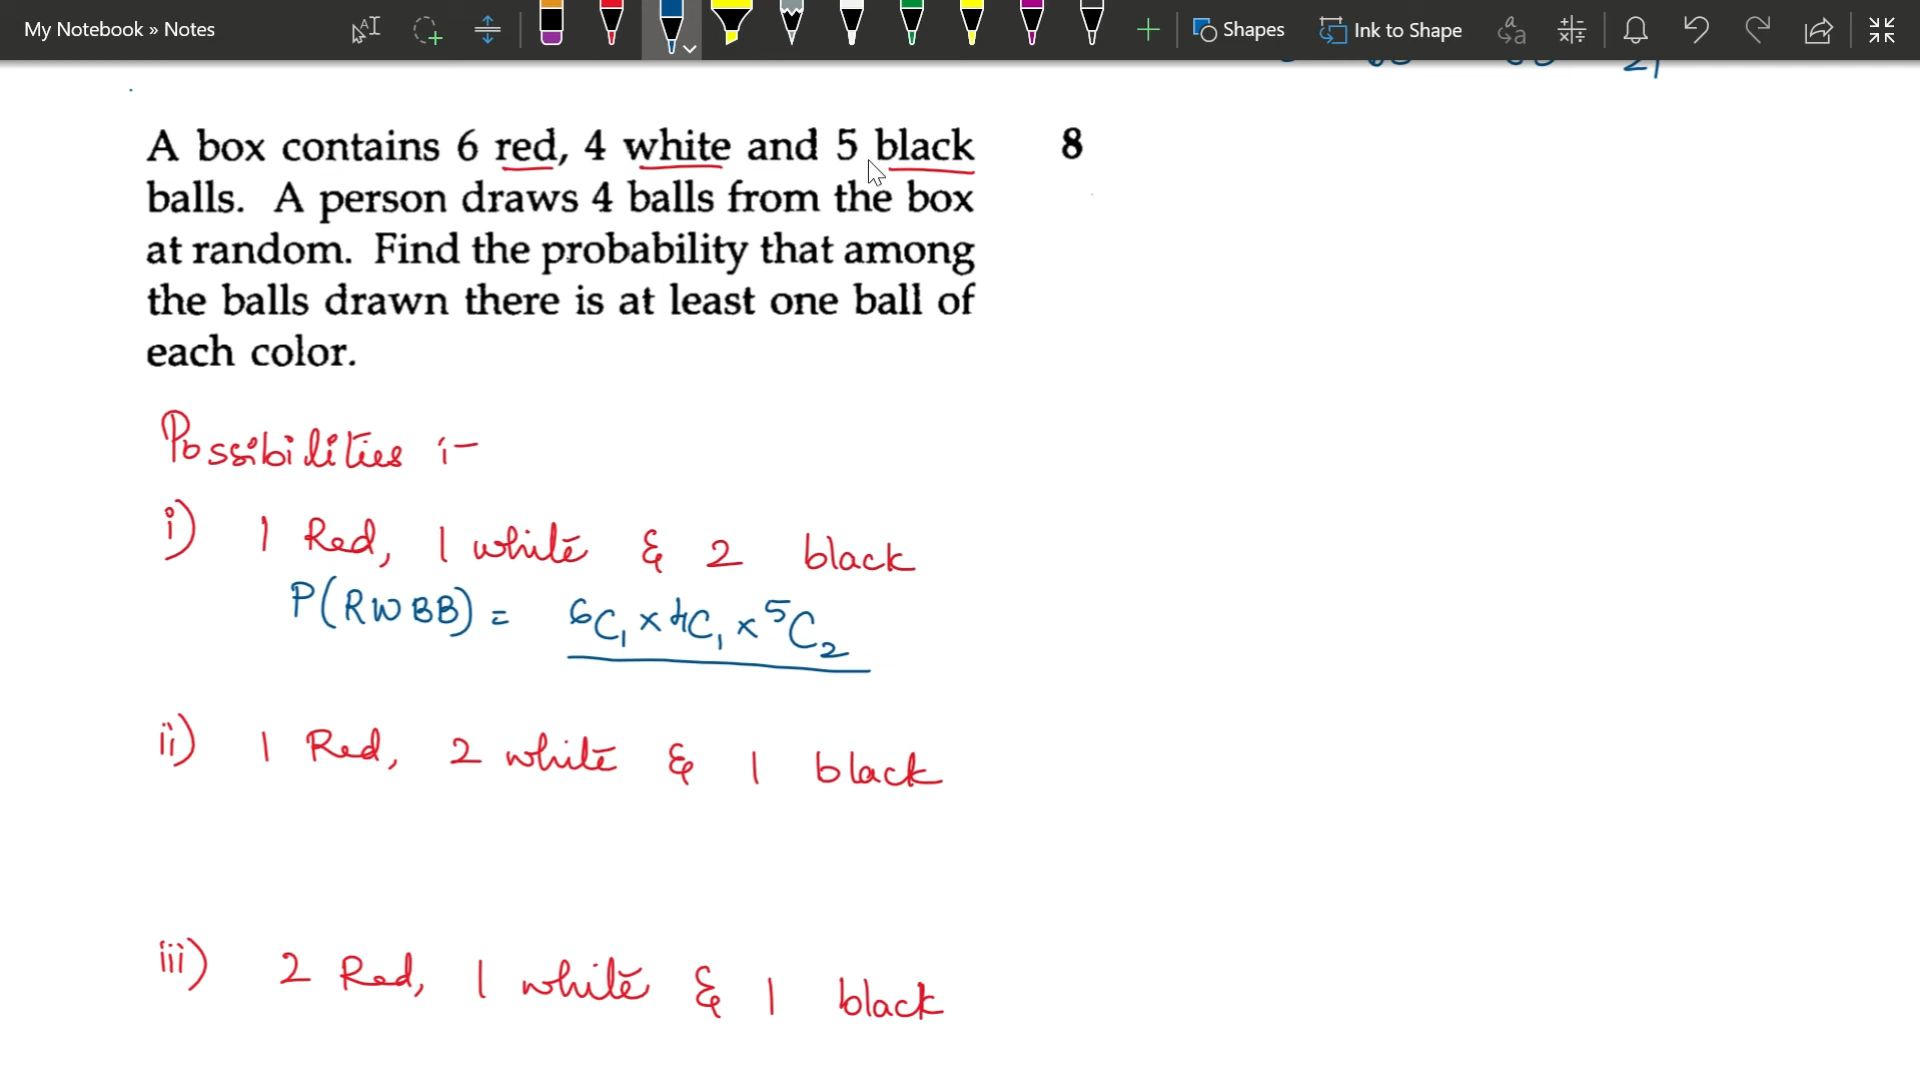 My Notebook » Notes
Shapes
Ink to Shape
A box contains 6 red, 4 white and 5 black 8
balls. A person draws 4 balls from the box
at random. Find the probability that among
the balls drawn there is at least one ball of
each color.
Possibilities :-
i) 1 Red, 1 white & 2 black
P(RWBB) = ⁶C₁ × ⁴C₁ × ⁵C₂
ii) 1 Red, 2 white & 1 black
iii) 2 Red, 1 white & 1 black